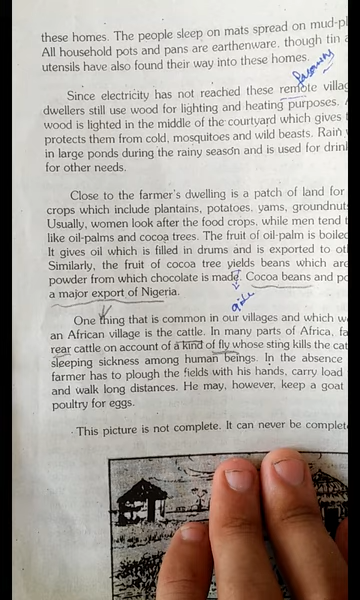 these homes. The people sleep on mats spread on mud-pl
All household pots and pans are earthenware. though tin a
utensils have also found their way into these homes.
Since electricity has not reached these remote villag
dwellers still use wood for lighting and heating purposes. A
wood is lighted in the middle of the courtyard which gives
protects them from cold, mosquitoes and wild beasts. Rain
in large ponds during the rainy season and is used for drin
for other needs.
Close to the farmer's dwelling is a patch of land for
crops which include plantains, potatoes, yams, groundnut
Usually, women look after the food crops, while men tend t
like oil-palms and cocoa trees. The fruit of oil-palm is boiled
It gives oil which is filled in drums and is exported to oth
Similarly, the fruit of cocoa tree yields beans which are
powder from which chocolate is made. Cocoa beans and p
a major export of Nigeria.
One thing that is common in our villages and which w
an African village is the cattle. In many parts of Africa, fa
rear cattle on account of a kind of fly whose sting kills the cat
sleeping sickness among human beings. In the absence
farmer has to plough the fields with his hands, carry load
and walk long distances. He may, however, keep a goat
poultry for eggs.
This picture is not complete. It can never be complet